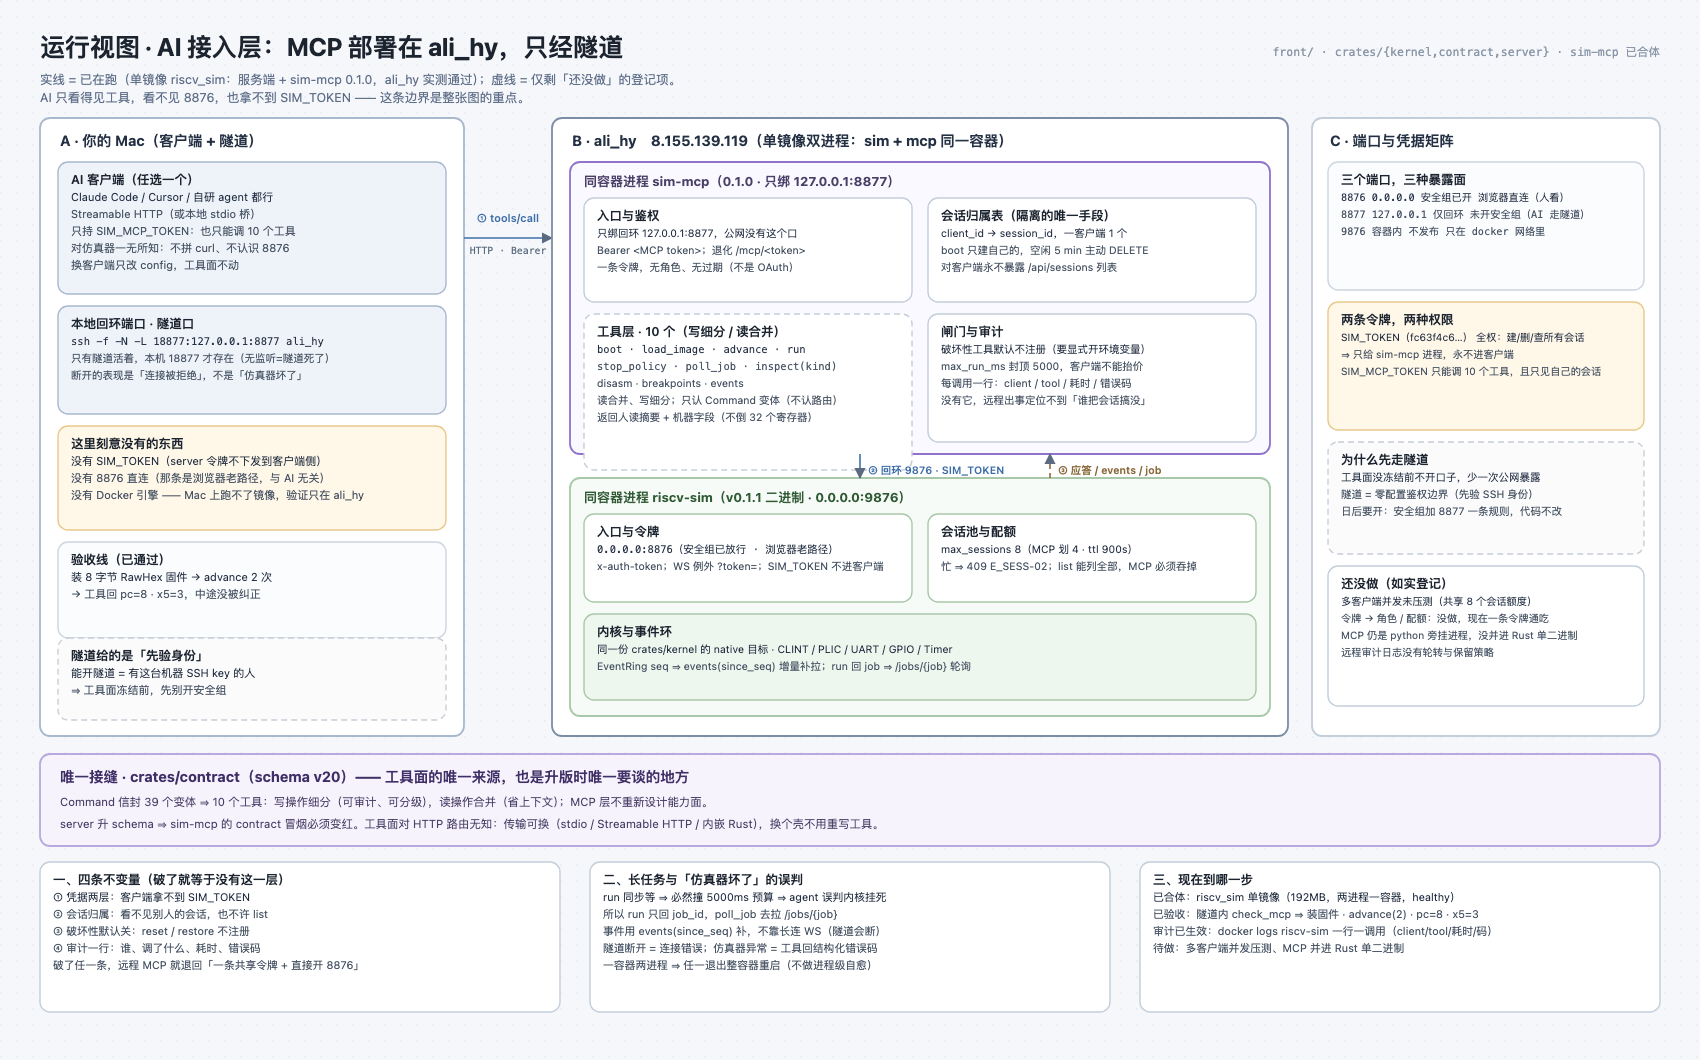 运行视图 · AI 接入层：MCP 部署在 ali_hy，只经隧道
front/ · crates/{kernel,contract,server} · sim-mcp 已合体
实线 = 已在跑（单镜像 riscv_sim：服务端 + sim-mcp 0.1.0，ali_hy 实测通过）；虚线 = 仅剩「还没做」的登记项。
AI 只看得见工具，看不见 8876，也拿不到 SIM_TOKEN —— 这条边界是整张图的重点。
A · 你的 Mac（客户端 + 隧道）
AI 客户端（任选一个）
Claude Code / Cursor / 自研 agent 都行
Streamable HTTP（或本地 stdio 桥）
只持 SIM_MCP_TOKEN：也只能调 10 个工具
对仿真器一无所知：不拼 curl、不认识 8876
换客户端只改 config，工具面不动
本地回环端口 · 隧道口
ssh -f -N -L 18877:127.0.0.1:8877 ali_hy
只有隧道活着，本机 18877 才存在（无监听=隧道死了）
断开的表现是「连接被拒绝」，不是「仿真器坏了」
这里刻意没有的东西
没有 SIM_TOKEN（server 令牌不下发到客户端侧）
没有 8876 直连（那条是浏览器老路径，与 AI 无关）
没有 Docker 引擎 —— Mac 上跑不了镜像，验证只在 ali_hy
验收线（已通过）
装 8 字节 RawHex 固件 → advance 2 次
→ 工具回 pc=8 · x5=3，中途没被纠正
隧道给的是「先验身份」
能开隧道 = 有这台机器 SSH key 的人
⇒ 工具面冻结前，先别开安全组
① tools/call
HTTP · Bearer
B · ali_hy 8.155.139.119（单镜像双进程：sim + mcp 同一容器）
同容器进程 sim-mcp（0.1.0 · 只绑 127.0.0.1:8877）
入口与鉴权
只绑回环 127.0.0.1:8877，公网没有这个口
Bearer <MCP token>；退化 /mcp/<token>
一条令牌，无角色、无过期（不是 OAuth）
会话归属表（隔离的唯一手段）
client_id → session_id，一客户端 1 个
boot 只建自己的，空闲 5 min 主动 DELETE
对客户端永不暴露 /api/sessions 列表
工具层 · 10 个（写细分 / 读合并）
boot · load_image · advance · run
stop_policy · poll_job · inspect(kind)
disasm · breakpoints · events
读合并、写细分；只认 Command 变体（不认路由）
返回人读摘要 + 机器字段（不倒 32 个寄存器）
闸门与审计
破坏性工具默认不注册（要显式开环境变量）
max_run_ms 封顶 5000，客户端不能抬价
每调用一行：client / tool / 耗时 / 错误码
没有它，远程出事定位不到「谁把会话搞没」
② 回环 9876 · SIM_TOKEN
③ 应答 / events / job
同容器进程 riscv-sim（v0.1.1 二进制 · 0.0.0.0:9876）
入口与令牌
0.0.0.0:8876（安全组已放行 · 浏览器老路径）
x-auth-token；WS 例外 ?token=；SIM_TOKEN 不进客户端
会话池与配额
max_sessions 8（MCP 划 4 · ttl 900s）
忙 ⇒ 409 E_SESS-02；list 能列全部，MCP 必须吞掉
内核与事件环
同一份 crates/kernel 的 native 目标 · CLINT / PLIC / UART / GPIO / Timer
EventRing seq ⇒ events(since_seq) 增量补拉；run 回 job ⇒ /jobs/{job} 轮询
C · 端口与凭据矩阵
三个端口，三种暴露面
8876 0.0.0.0 安全组已开 浏览器直连（人看）
8877 127.0.0.1 仅回环 未开安全组（AI 走隧道）
9876 容器内 不发布 只在 docker 网络里
两条令牌，两种权限
SIM_TOKEN（fc63f4c6…） 全权：建/删/查所有会话
⇒ 只给 sim-mcp 进程，永不进客户端
SIM_MCP_TOKEN 只能调 10 个工具，且只见自己的会话
为什么先走隧道
工具面没冻结前不开口子，少一次公网暴露
隧道 = 零配置鉴权边界（先验 SSH 身份）
日后要开：安全组加 8877 一条规则，代码不改
还没做（如实登记）
多客户端并发未压测（共享 8 个会话额度）
令牌 → 角色 / 配额：没做，现在一条令牌通吃
MCP 仍是 python 旁挂进程，没并进 Rust 单二进制
远程审计日志没有轮转与保留策略
唯一接缝 · crates/contract（schema v20）—— 工具面的唯一来源，也是升版时唯一要谈的地方
Command 信封 39 个变体 ⇒ 10 个工具：写操作细分（可审计、可分级），读操作合并（省上下文）；MCP 层不重新设计能力面。
server 升 schema ⇒ sim-mcp 的 contract 冒烟必须变红。工具面对 HTTP 路由无知：传输可换（stdio / Streamable HTTP / 内嵌 Rust），换个壳不用重写工具。
一、四条不变量（破了就等于没有这一层）
① 凭据两层：客户端拿不到 SIM_TOKEN
② 会话归属：看不见别人的会话，也不许 list
③ 破坏性默认关：reset / restore 不注册
④ 审计一行：谁、调了什么、耗时、错误码
破了任一条，远程 MCP 就退回「一条共享令牌 + 直接开 8876」
二、长任务与「仿真器坏了」的误判
run 同步等 ⇒ 必然撞 5000ms 预算 ⇒ agent 误判内核挂死
所以 run 只回 job_id，poll_job 去拉 /jobs/{job}
事件用 events(since_seq) 补，不靠长连 WS（隧道会断）
隧道断开 = 连接错误；仿真器异常 = 工具回结构化错误码
一容器两进程 ⇒ 任一退出整容器重启（不做进程级自愈）
三、现在到哪一步
已合体：riscv_sim 单镜像（192MB，两进程一容器，healthy）
已验收：隧道内 check_mcp ⇒ 装固件 · advance(2) · pc=8 · x5=3
审计已生效：docker logs riscv-sim 一行一调用（client/tool/耗时/码）
待做：多客户端并发压测、MCP 并进 Rust 单二进制